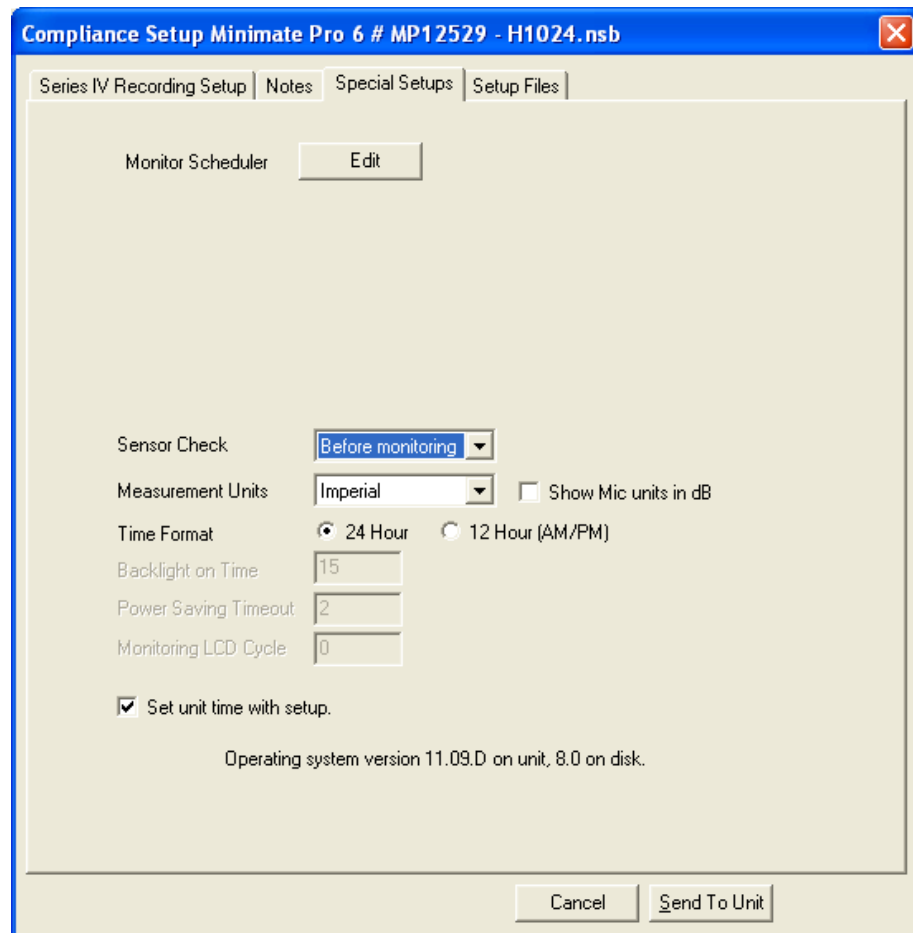 Compliance Setup Minimate Pro 6 # MP12529 - H1024.nsb
Series IV Recording Setup Notes Special Setups Setup Files
Monitor Scheduler Edit
Sensor Check Before monitoring
Measurement Units Imperial Show Mic units in dB
Time Format 24 Hour 12 Hour (AM/PM)
Backlight on Time 15
Power Saving Timeout 2
Monitoring LCD Cycle 0
Set unit time with setup.
Operating system version 11.09.D on unit, 8.0 on disk.
Cancel Send To Unit